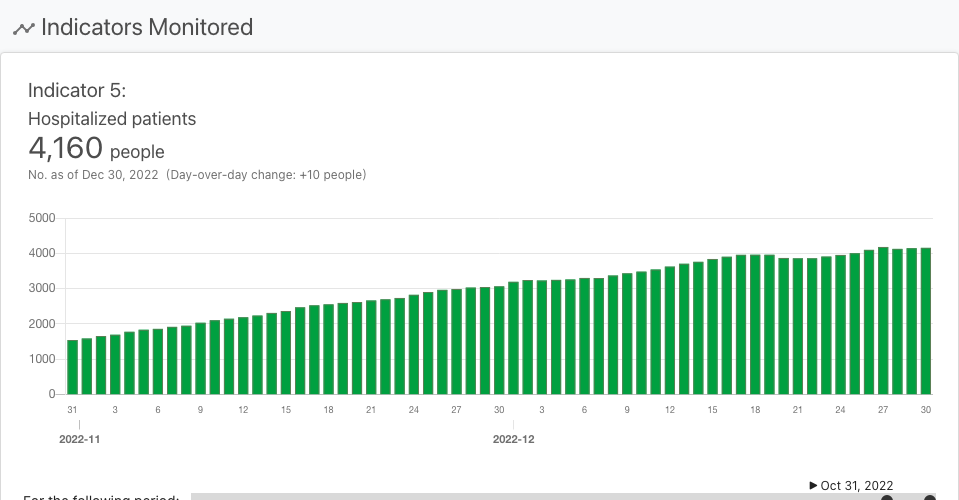 Indicators Monitored
Indicator 5:
Hospitalized patients
4,160 people
No. as of Dec 30, 2022 (Day-over-day change: +10 people)
5000
4000
3000
2000
1000
0
31 3 6 9 12 15 18 21 24 27 30 3 6 9 12 15 18 21 24 27 30
2022-11 2022-12
Oct 31, 2022
For the following period: